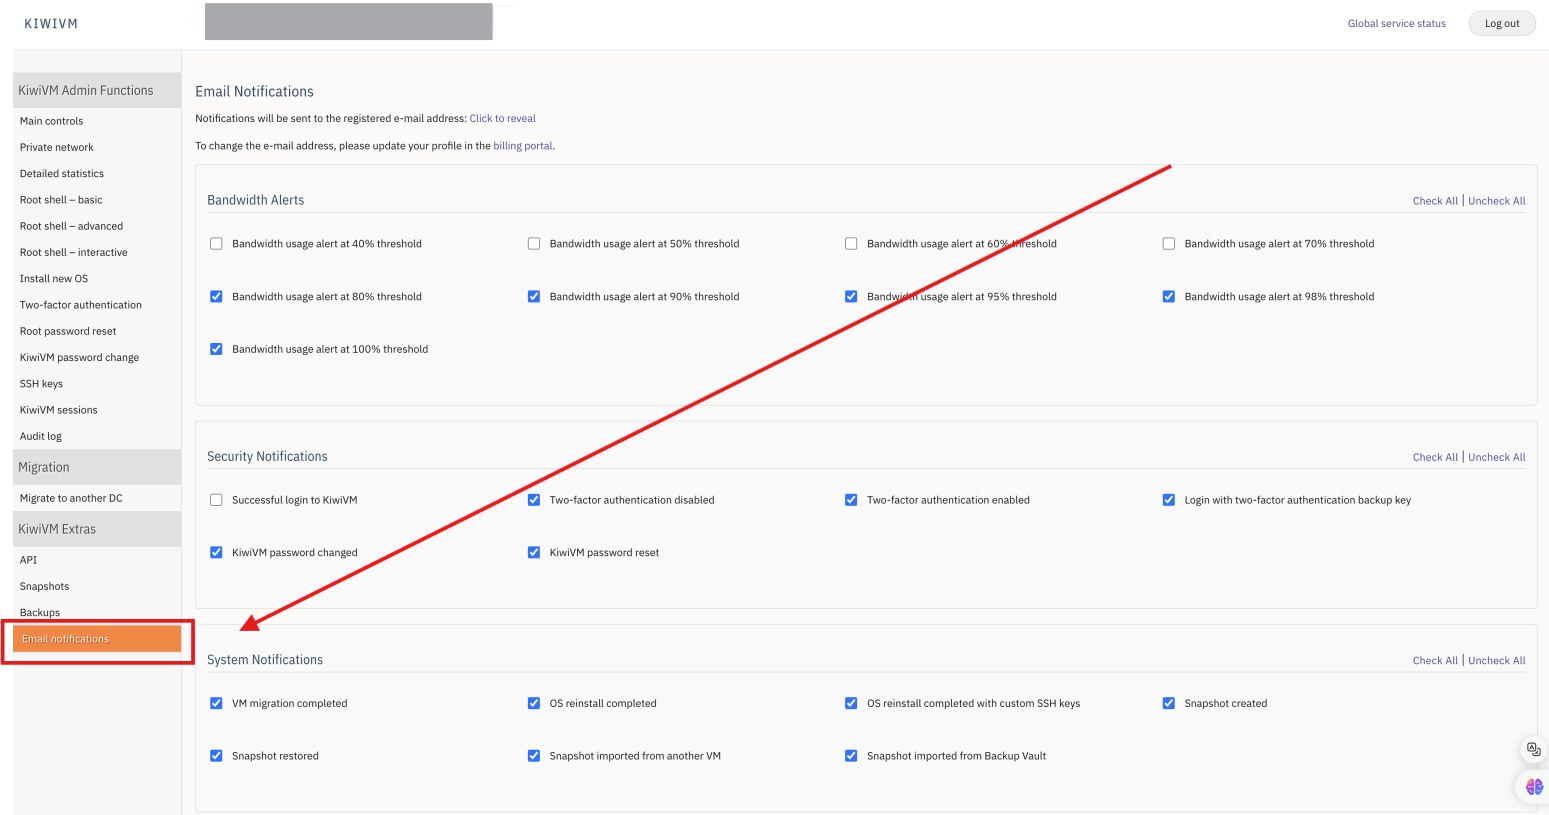 KIWIVM
Global service status
Log out
KiwiVM Admin Functions
Main controls
Private network
Detailed statistics
Root shell – basic
Root shell – advanced
Root shell – interactive
Install new OS
Two-factor authentication
Root password reset
KiwiVM password change
SSH keys
KiwiVM sessions
Audit log
Migration
Migrate to another DC
KiwiVM Extras
API
Snapshots
Backups
Email notifications
Email Notifications
Notifications will be sent to the registered e-mail address: Click to reveal
To change the e-mail address, please update your profile in the billing portal.
Bandwidth Alerts
Check All | Uncheck All
Bandwidth usage alert at 40% threshold
Bandwidth usage alert at 50% threshold
Bandwidth usage alert at 60% threshold
Bandwidth usage alert at 70% threshold
Bandwidth usage alert at 80% threshold
Bandwidth usage alert at 90% threshold
Bandwidth usage alert at 95% threshold
Bandwidth usage alert at 98% threshold
Bandwidth usage alert at 100% threshold
Security Notifications
Check All | Uncheck All
Successful login to KiwiVM
Two-factor authentication disabled
Two-factor authentication enabled
Login with two-factor authentication backup key
KiwiVM password changed
KiwiVM password reset
System Notifications
Check All | Uncheck All
VM migration completed
OS reinstall completed
OS reinstall completed with custom SSH keys
Snapshot created
Snapshot restored
Snapshot imported from another VM
Snapshot imported from Backup Vault